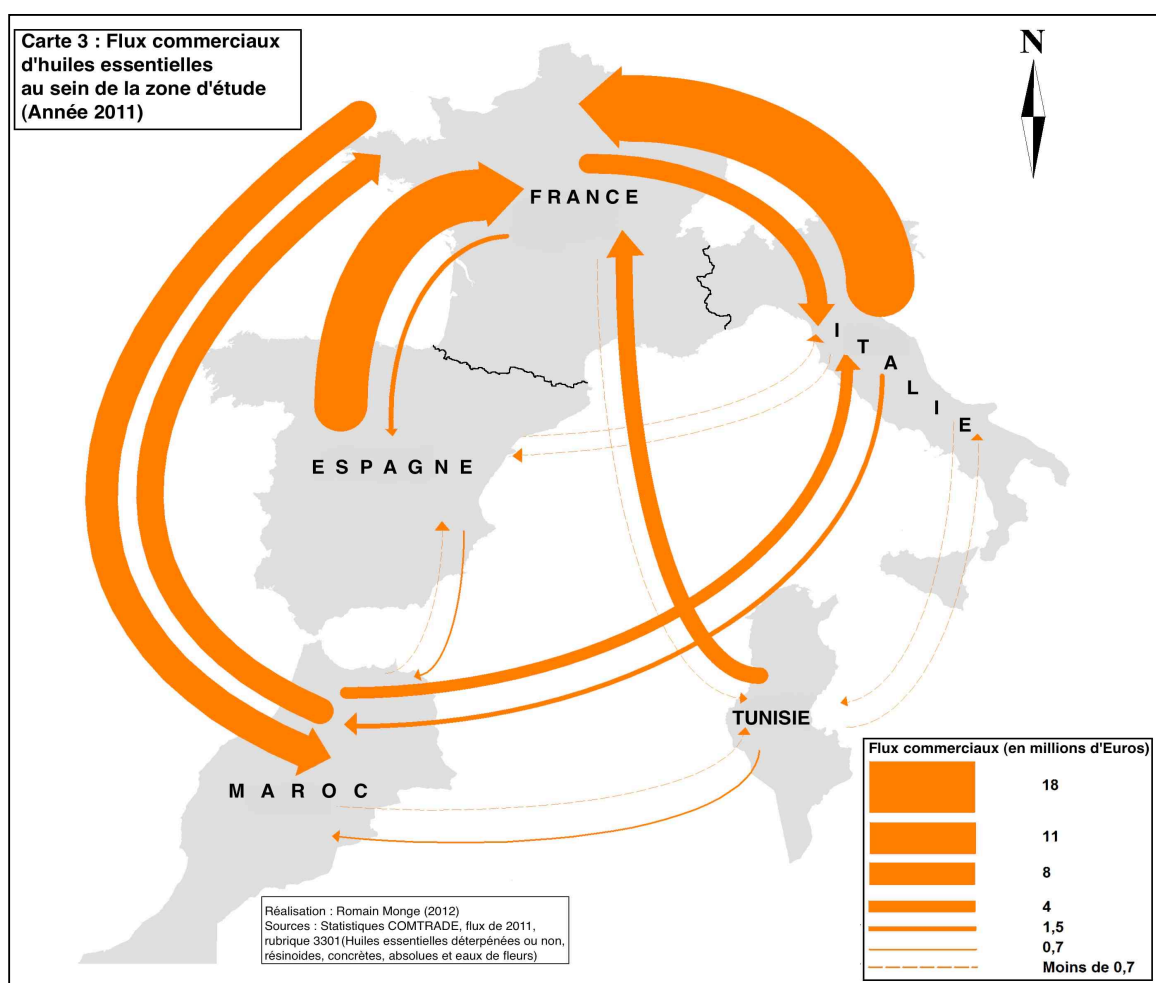 Carte 3 : Flux commerciaux
d'huiles essentielles
au sein de la zone d'étude
(Année 2011)
N
FRANCE
ITALIE
ESPAGNE
TUNISIE
MAROC
Flux commerciaux (en millions d'Euros)
18
11
8
4
1,5
0,7
Moins de 0,7
Réalisation : Romain Monge (2012)
Sources : Statistiques COMTRADE, flux de 2011,
rubrique 3301(Huiles essentielles déterpénées ou non,
résinoides, concrètes, absolues et eaux de fleurs)